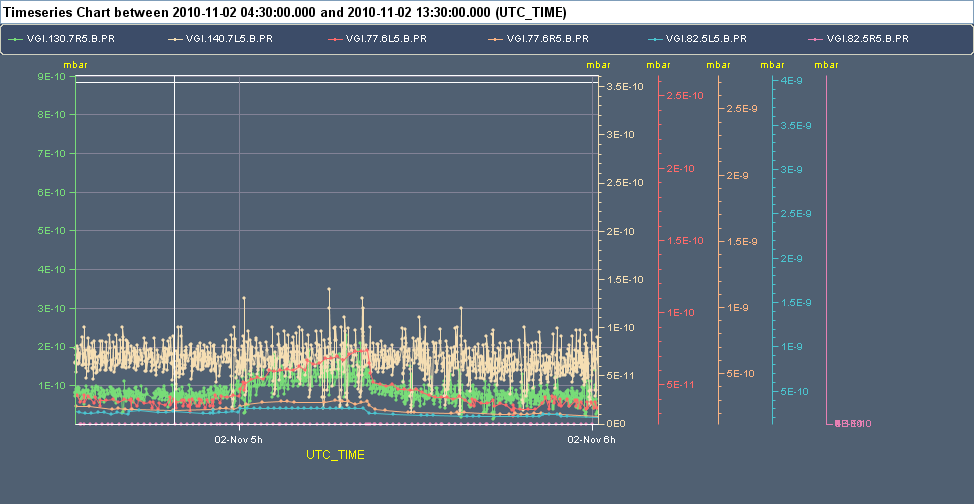 Timeseries Chart between 2010-11-02 04:30:00.000 and 2010-11-02 13:30:00.000 (UTC_TIME)
VGI.130.7R5.B.PR VGI.140.7L5.B.PR VGI.77.6L5.B.PR VGI.77.6R5.B.PR VGI.82.5L5.B.PR VGI.82.5R5.B.PR
mbar mbar mbar mbar mbar mbar
9E-10
8E-10
7E-10
6E-10
5E-10
4E-10
3E-10
2E-10
1E-10
3.5E-10
3E-10
2.5E-10
2E-10
1.5E-10
1E-10
5E-11
0E0
2.5E-10
2E-10
1.5E-10
1E-10
5E-11
2.5E-9
2E-9
1.5E-9
1E-9
5E-10
4E-9
3.5E-9
3E-9
2.5E-9
2E-9
1.5E-9
1E-9
5E-10
02-Nov 5h 02-Nov 6h
UTC_TIME